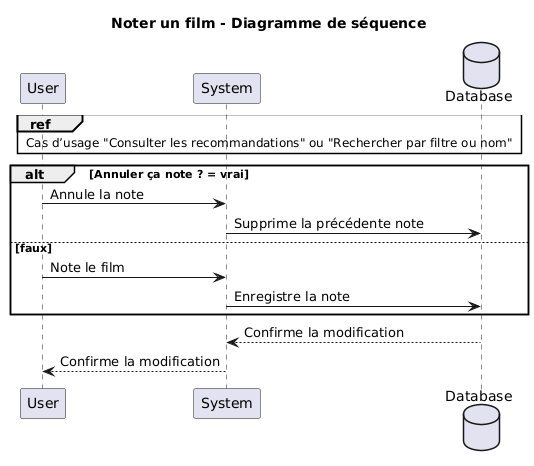 Noter un film - Diagramme de séquence
User
System
Database
ref
Cas d’usage "Consulter les recommandations" ou "Rechercher par filtre ou nom"
alt [Annuler ça note ? = vrai]
Annule la note
Supprime la précédente note
[faux]
Note le film
Enregistre la note
Confirme la modification
Confirme la modification
User
System
Database